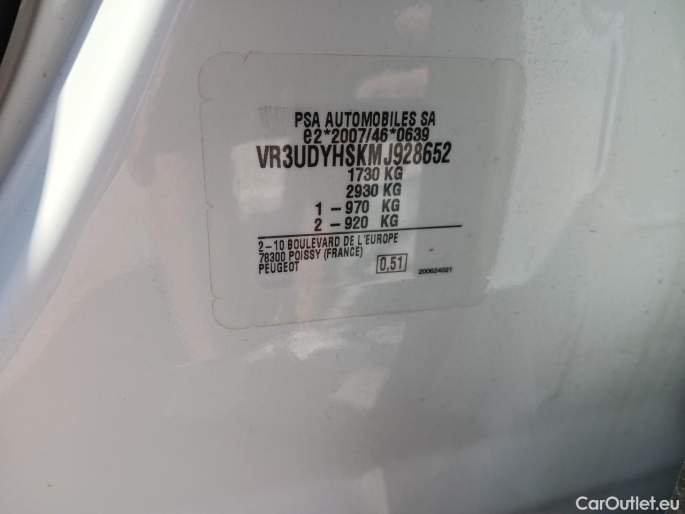 PSA AUTOMOBILES SA
e2*2007/46*0639
VR3UDYHSKMJ928652
1730 KG
2930 KG
1 – 970 KG
2 – 920 KG
2–10 BOULEVARD DE L'EUROPE
78300 POISSY (FRANCE)
PEUGEOT
0,51
200624021
CarOutlet.eu